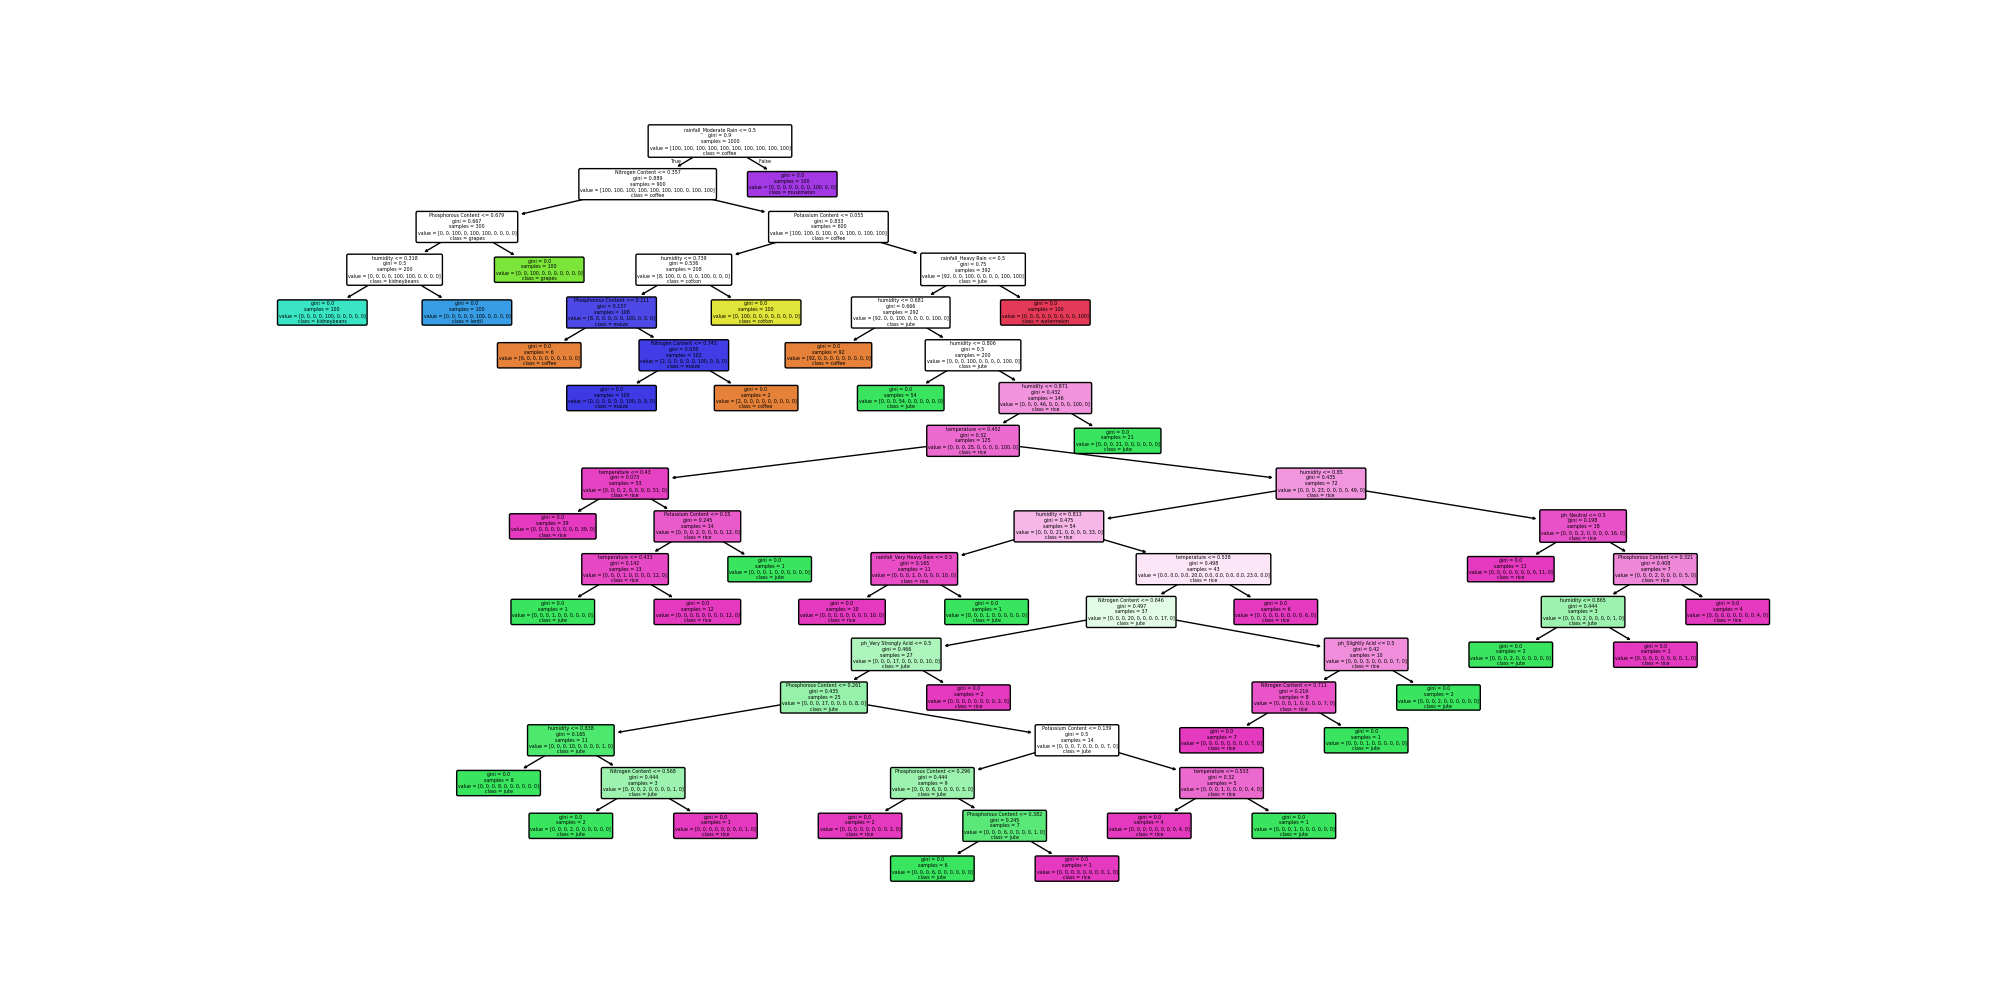 rainfall_Moderate Rain <= 0.5
gini = 0.9
samples = 1000
value = [100, 100, 100, 100, 100, 100, 100, 100, 100, 100]
class = coffee
True
False
Nitrogen Content <= 0.357
gini = 0.889
samples = 900
value = [100, 100, 100, 100, 100, 100, 100, 0, 100, 100]
class = coffee
gini = 0.0
samples = 100
value = [0, 0, 0, 0, 0, 0, 0, 100, 0, 0]
class = muskmelon
Phosphorous Content <= 0.679
gini = 0.667
samples = 300
value = [0, 0, 100, 0, 100, 100, 0, 0, 0, 0]
class = grapes
Potassium Content <= 0.055
gini = 0.833
samples = 600
value = [100, 100, 0, 100, 0, 0, 100, 0, 100, 100]
class = coffee
humidity <= 0.318
gini = 0.5
samples = 200
value = [0, 0, 0, 0, 100, 100, 0, 0, 0, 0]
class = kidneybeans
gini = 0.0
samples = 100
value = [0, 0, 100, 0, 0, 0, 0, 0, 0, 0]
class = grapes
humidity <= 0.739
gini = 0.536
samples = 208
value = [8, 100, 0, 0, 0, 0, 100, 0, 0, 0]
class = cotton
rainfall_Heavy Rain <= 0.5
gini = 0.75
samples = 392
value = [92, 0, 0, 100, 0, 0, 0, 0, 100, 100]
class = jute
gini = 0.0
samples = 100
value = [0, 0, 0, 0, 100, 0, 0, 0, 0, 0]
class = kidneybeans
gini = 0.0
samples = 100
value = [0, 0, 0, 0, 0, 100, 0, 0, 0, 0]
class = lentil
Phosphorous Content <= 0.211
gini = 0.137
samples = 108
value = [8, 0, 0, 0, 0, 0, 100, 0, 0, 0]
class = maize
gini = 0.0
samples = 100
value = [0, 100, 0, 0, 0, 0, 0, 0, 0, 0]
class = cotton
humidity <= 0.681
gini = 0.666
samples = 292
value = [92, 0, 0, 100, 0, 0, 0, 0, 100, 0]
class = jute
gini = 0.0
samples = 100
value = [0, 0, 0, 0, 0, 0, 0, 0, 0, 100]
class = watermelon
gini = 0.0
samples = 6
value = [6, 0, 0, 0, 0, 0, 0, 0, 0, 0]
class = coffee
Nitrogen Content <= 0.743
gini = 0.038
samples = 102
value = [2, 0, 0, 0, 0, 0, 100, 0, 0, 0]
class = maize
gini = 0.0
samples = 92
value = [92, 0, 0, 0, 0, 0, 0, 0, 0, 0]
class = coffee
humidity <= 0.806
gini = 0.5
samples = 200
value = [0, 0, 0, 100, 0, 0, 0, 0, 100, 0]
class = jute
gini = 0.0
samples = 100
value = [0, 0, 0, 0, 0, 0, 100, 0, 0, 0]
class = maize
gini = 0.0
samples = 2
value = [2, 0, 0, 0, 0, 0, 0, 0, 0, 0]
class = coffee
gini = 0.0
samples = 54
value = [0, 0, 0, 54, 0, 0, 0, 0, 0, 0]
class = jute
humidity <= 0.871
gini = 0.432
samples = 146
value = [0, 0, 0, 46, 0, 0, 0, 0, 100, 0]
class = rice
temperature <= 0.452
gini = 0.32
samples = 125
value = [0, 0, 0, 25, 0, 0, 0, 0, 100, 0]
class = rice
gini = 0.0
samples = 21
value = [0, 0, 0, 21, 0, 0, 0, 0, 0, 0]
class = jute
temperature <= 0.43
gini = 0.073
samples = 53
value = [0, 0, 0, 2, 0, 0, 0, 0, 51, 0]
class = rice
humidity <= 0.85
gini = 0.435
samples = 72
value = [0, 0, 0, 23, 0, 0, 0, 0, 49, 0]
class = rice
gini = 0.0
samples = 39
value = [0, 0, 0, 0, 0, 0, 0, 0, 39, 0]
class = rice
Potassium Content <= 0.15
gini = 0.245
samples = 14
value = [0, 0, 0, 2, 0, 0, 0, 0, 12, 0]
class = rice
humidity <= 0.813
gini = 0.475
samples = 54
value = [0, 0, 0, 21, 0, 0, 0, 0, 33, 0]
class = rice
ph_Neutral <= 0.5
gini = 0.198
samples = 18
value = [0, 0, 0, 2, 0, 0, 0, 0, 16, 0]
class = rice
temperature <= 0.433
gini = 0.142
samples = 13
value = [0, 0, 0, 1, 0, 0, 0, 0, 12, 0]
class = rice
gini = 0.0
samples = 1
value = [0, 0, 0, 1, 0, 0, 0, 0, 0, 0]
class = jute
rainfall_Very Heavy Rain <= 0.5
gini = 0.165
samples = 11
value = [0, 0, 0, 1, 0, 0, 0, 0, 10, 0]
class = rice
temperature <= 0.538
gini = 0.498
samples = 43
value = [0.0, 0.0, 0.0, 20.0, 0.0, 0.0, 0.0, 0.0, 23.0, 0.0]
class = rice
gini = 0.0
samples = 11
value = [0, 0, 0, 0, 0, 0, 0, 0, 11, 0]
class = rice
Phosphorous Content <= 0.321
gini = 0.408
samples = 7
value = [0, 0, 0, 2, 0, 0, 0, 0, 5, 0]
class = rice
gini = 0.0
samples = 1
value = [0, 0, 0, 1, 0, 0, 0, 0, 0, 0]
class = jute
gini = 0.0
samples = 12
value = [0, 0, 0, 0, 0, 0, 0, 0, 12, 0]
class = rice
gini = 0.0
samples = 10
value = [0, 0, 0, 0, 0, 0, 0, 0, 10, 0]
class = rice
gini = 0.0
samples = 1
value = [0, 0, 0, 1, 0, 0, 0, 0, 0, 0]
class = jute
Nitrogen Content <= 0.646
gini = 0.497
samples = 37
value = [0, 0, 0, 20, 0, 0, 0, 0, 17, 0]
class = jute
gini = 0.0
samples = 6
value = [0, 0, 0, 0, 0, 0, 0, 0, 6, 0]
class = rice
humidity <= 0.865
gini = 0.444
samples = 3
value = [0, 0, 0, 2, 0, 0, 0, 0, 1, 0]
class = jute
gini = 0.0
samples = 4
value = [0, 0, 0, 0, 0, 0, 0, 0, 4, 0]
class = rice
ph_Very Strongly Acid <= 0.5
gini = 0.466
samples = 27
value = [0, 0, 0, 17, 0, 0, 0, 0, 10, 0]
class = jute
ph_Slightly Acid <= 0.5
gini = 0.42
samples = 10
value = [0, 0, 0, 3, 0, 0, 0, 0, 7, 0]
class = rice
gini = 0.0
samples = 2
value = [0, 0, 0, 2, 0, 0, 0, 0, 0, 0]
class = jute
gini = 0.0
samples = 1
value = [0, 0, 0, 0, 0, 0, 0, 0, 1, 0]
class = rice
Phosphorous Content <= 0.261
gini = 0.435
samples = 25
value = [0, 0, 0, 17, 0, 0, 0, 0, 8, 0]
class = jute
gini = 0.0
samples = 2
value = [0, 0, 0, 0, 0, 0, 0, 0, 2, 0]
class = rice
Nitrogen Content <= 0.711
gini = 0.219
samples = 8
value = [0, 0, 0, 1, 0, 0, 0, 0, 7, 0]
class = rice
gini = 0.0
samples = 2
value = [0, 0, 0, 2, 0, 0, 0, 0, 0, 0]
class = jute
humidity <= 0.838
gini = 0.165
samples = 11
value = [0, 0, 0, 10, 0, 0, 0, 0, 1, 0]
class = jute
Potassium Content <= 0.139
gini = 0.5
samples = 14
value = [0, 0, 0, 7, 0, 0, 0, 0, 7, 0]
class = jute
gini = 0.0
samples = 7
value = [0, 0, 0, 0, 0, 0, 0, 0, 7, 0]
class = rice
gini = 0.0
samples = 1
value = [0, 0, 0, 1, 0, 0, 0, 0, 0, 0]
class = jute
gini = 0.0
samples = 8
value = [0, 0, 0, 8, 0, 0, 0, 0, 0, 0]
class = jute
Nitrogen Content <= 0.568
gini = 0.444
samples = 3
value = [0, 0, 0, 2, 0, 0, 0, 0, 1, 0]
class = jute
Phosphorous Content <= 0.296
gini = 0.444
samples = 9
value = [0, 0, 0, 6, 0, 0, 0, 0, 3, 0]
class = jute
temperature <= 0.533
gini = 0.32
samples = 5
value = [0, 0, 0, 1, 0, 0, 0, 0, 4, 0]
class = rice
gini = 0.0
samples = 2
value = [0, 0, 0, 2, 0, 0, 0, 0, 0, 0]
class = jute
gini = 0.0
samples = 1
value = [0, 0, 0, 0, 0, 0, 0, 0, 1, 0]
class = rice
gini = 0.0
samples = 2
value = [0, 0, 0, 0, 0, 0, 0, 0, 2, 0]
class = rice
Phosphorous Content <= 0.382
gini = 0.245
samples = 7
value = [0, 0, 0, 6, 0, 0, 0, 0, 1, 0]
class = jute
gini = 0.0
samples = 4
value = [0, 0, 0, 0, 0, 0, 0, 0, 4, 0]
class = rice
gini = 0.0
samples = 1
value = [0, 0, 0, 1, 0, 0, 0, 0, 0, 0]
class = jute
gini = 0.0
samples = 6
value = [0, 0, 0, 6, 0, 0, 0, 0, 0, 0]
class = jute
gini = 0.0
samples = 1
value = [0, 0, 0, 0, 0, 0, 0, 0, 1, 0]
class = rice